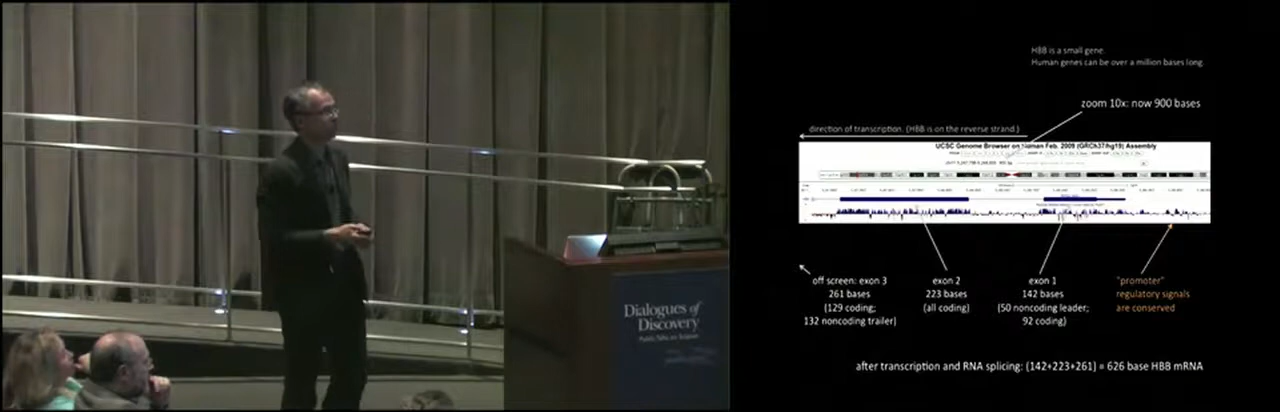 HBB is a small gene.
Human genes can be over a million bases long.
zoom 10x: now 900 bases
direction of transcription. (HBB is on the reverse strand.)
UCSC Genome Browser on Human Feb. 2009 (GRCh37/hg19) Assembly
off screen: exon 3
261 bases
(129 coding;
132 noncoding trailer)
exon 2
223 bases
(all coding)
exon 1
142 bases
(50 noncoding leader;
92 coding)
"promoter"
regulatory signals
are conserved
after transcription and RNA splicing: (142+223+261) = 626 base HBB mRNA
Dialogues of
Discovery